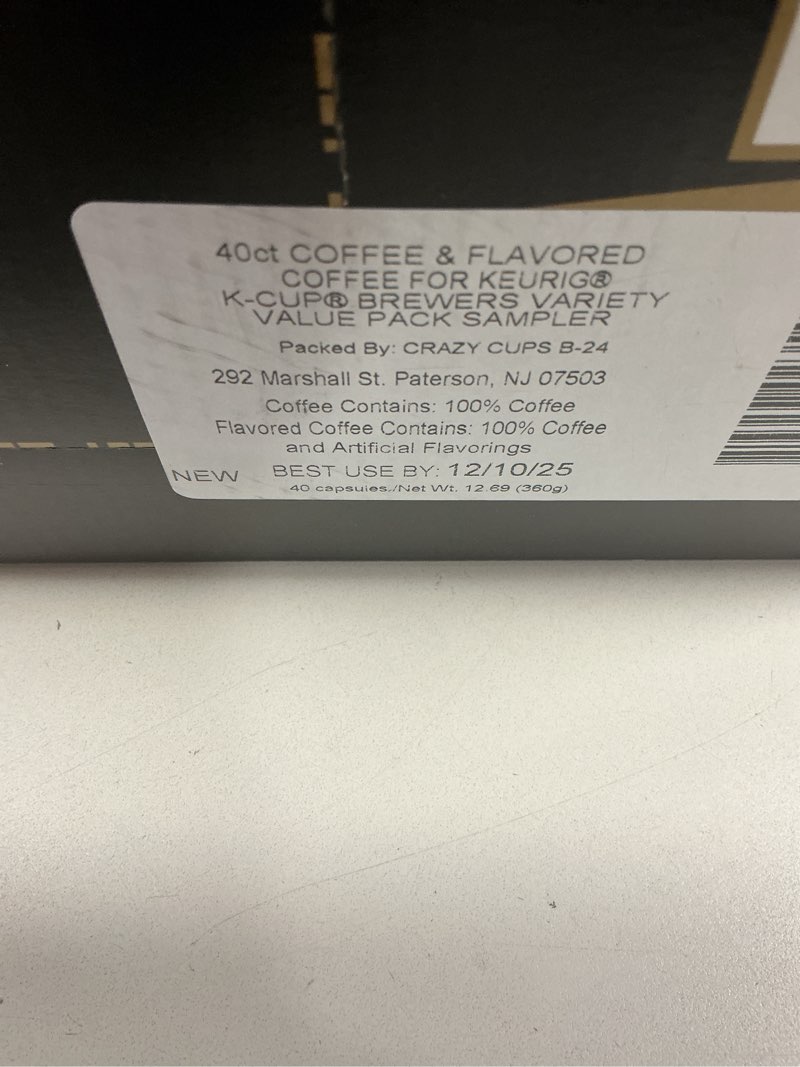 40ct COFFEE & FLAVORED
COFFEE FOR KEURIG®
K-CUP® BREWERS VARIETY
VALUE PACK SAMPLER
Packed By: CRAZY CUPS B-24
292 Marshall St. Paterson, NJ 07503
Coffee Contains: 100% Coffee
Flavored Coffee Contains: 100% Coffee
and Artificial Flavorings
NEW BEST USE BY: 12/10/25
40 capsules./Net Wt. 12.69 (360g)